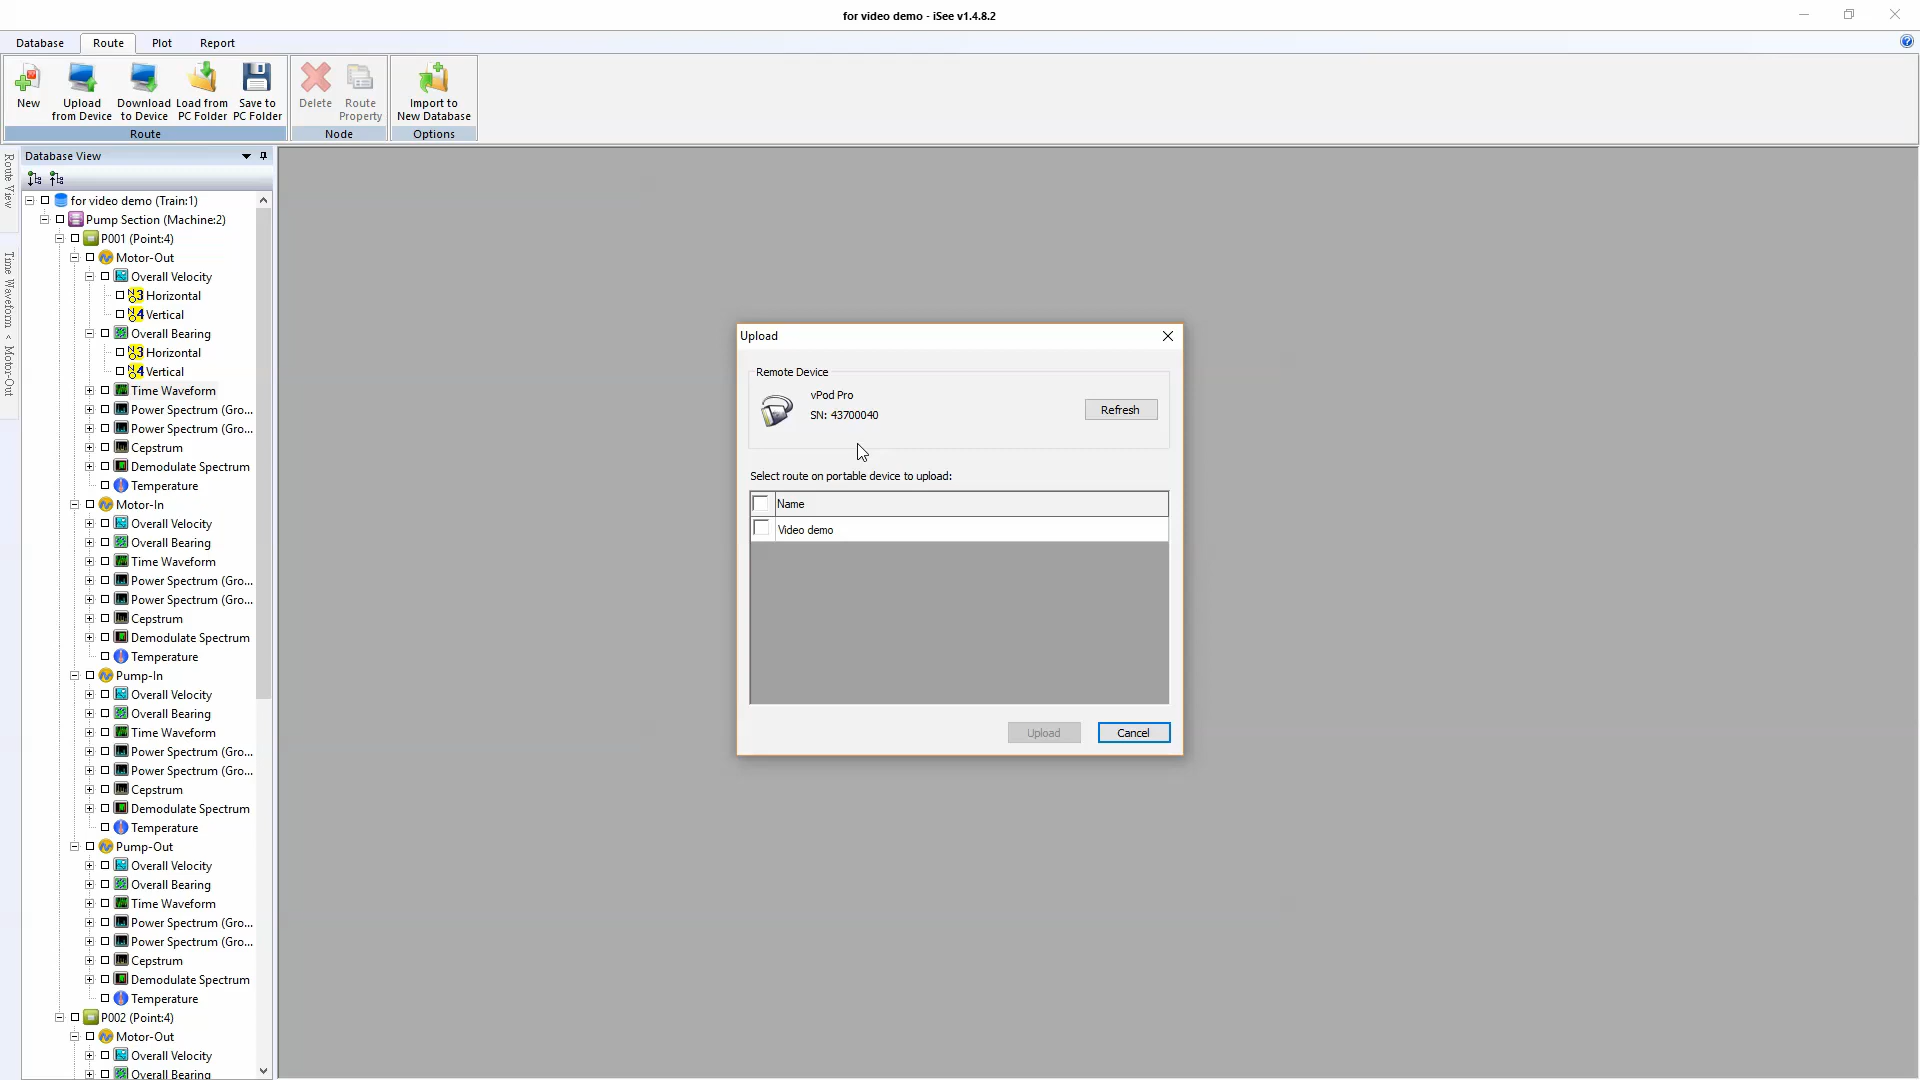 for video demo - iSee v1.4.8.2
Database Route Plot Report
New
Upload from Device
Download to Device
Load from PC Folder
Save to PC Folder
Delete
Route Property
Import to New Database
Route Node Options
Route View
Time Waveform < Motor-Out
Database View
for video demo (Train:1)
Pump Section (Machine:2)
P001 (Point:4)
Motor-Out
Overall Velocity
N03 Horizontal
N04 Vertical
Overall Bearing
N03 Horizontal
N04 Vertical
Time Waveform
Power Spectrum (Gro...
Power Spectrum (Gro...
Cepstrum
Demodulate Spectrum
Temperature
Motor-In
Overall Velocity
Overall Bearing
Time Waveform
Power Spectrum (Gro...
Power Spectrum (Gro...
Cepstrum
Demodulate Spectrum
Temperature
Pump-In
Overall Velocity
Overall Bearing
Time Waveform
Power Spectrum (Gro...
Power Spectrum (Gro...
Cepstrum
Demodulate Spectrum
Temperature
Pump-Out
Overall Velocity
Overall Bearing
Time Waveform
Power Spectrum (Gro...
Power Spectrum (Gro...
Cepstrum
Demodulate Spectrum
Temperature
P002 (Point:4)
Motor-Out
Overall Velocity
Overall Bearing
Upload
Remote Device
vPod Pro
SN: 43700040
Refresh
Select route on portable device to upload:
Name
Video demo
Upload Cancel